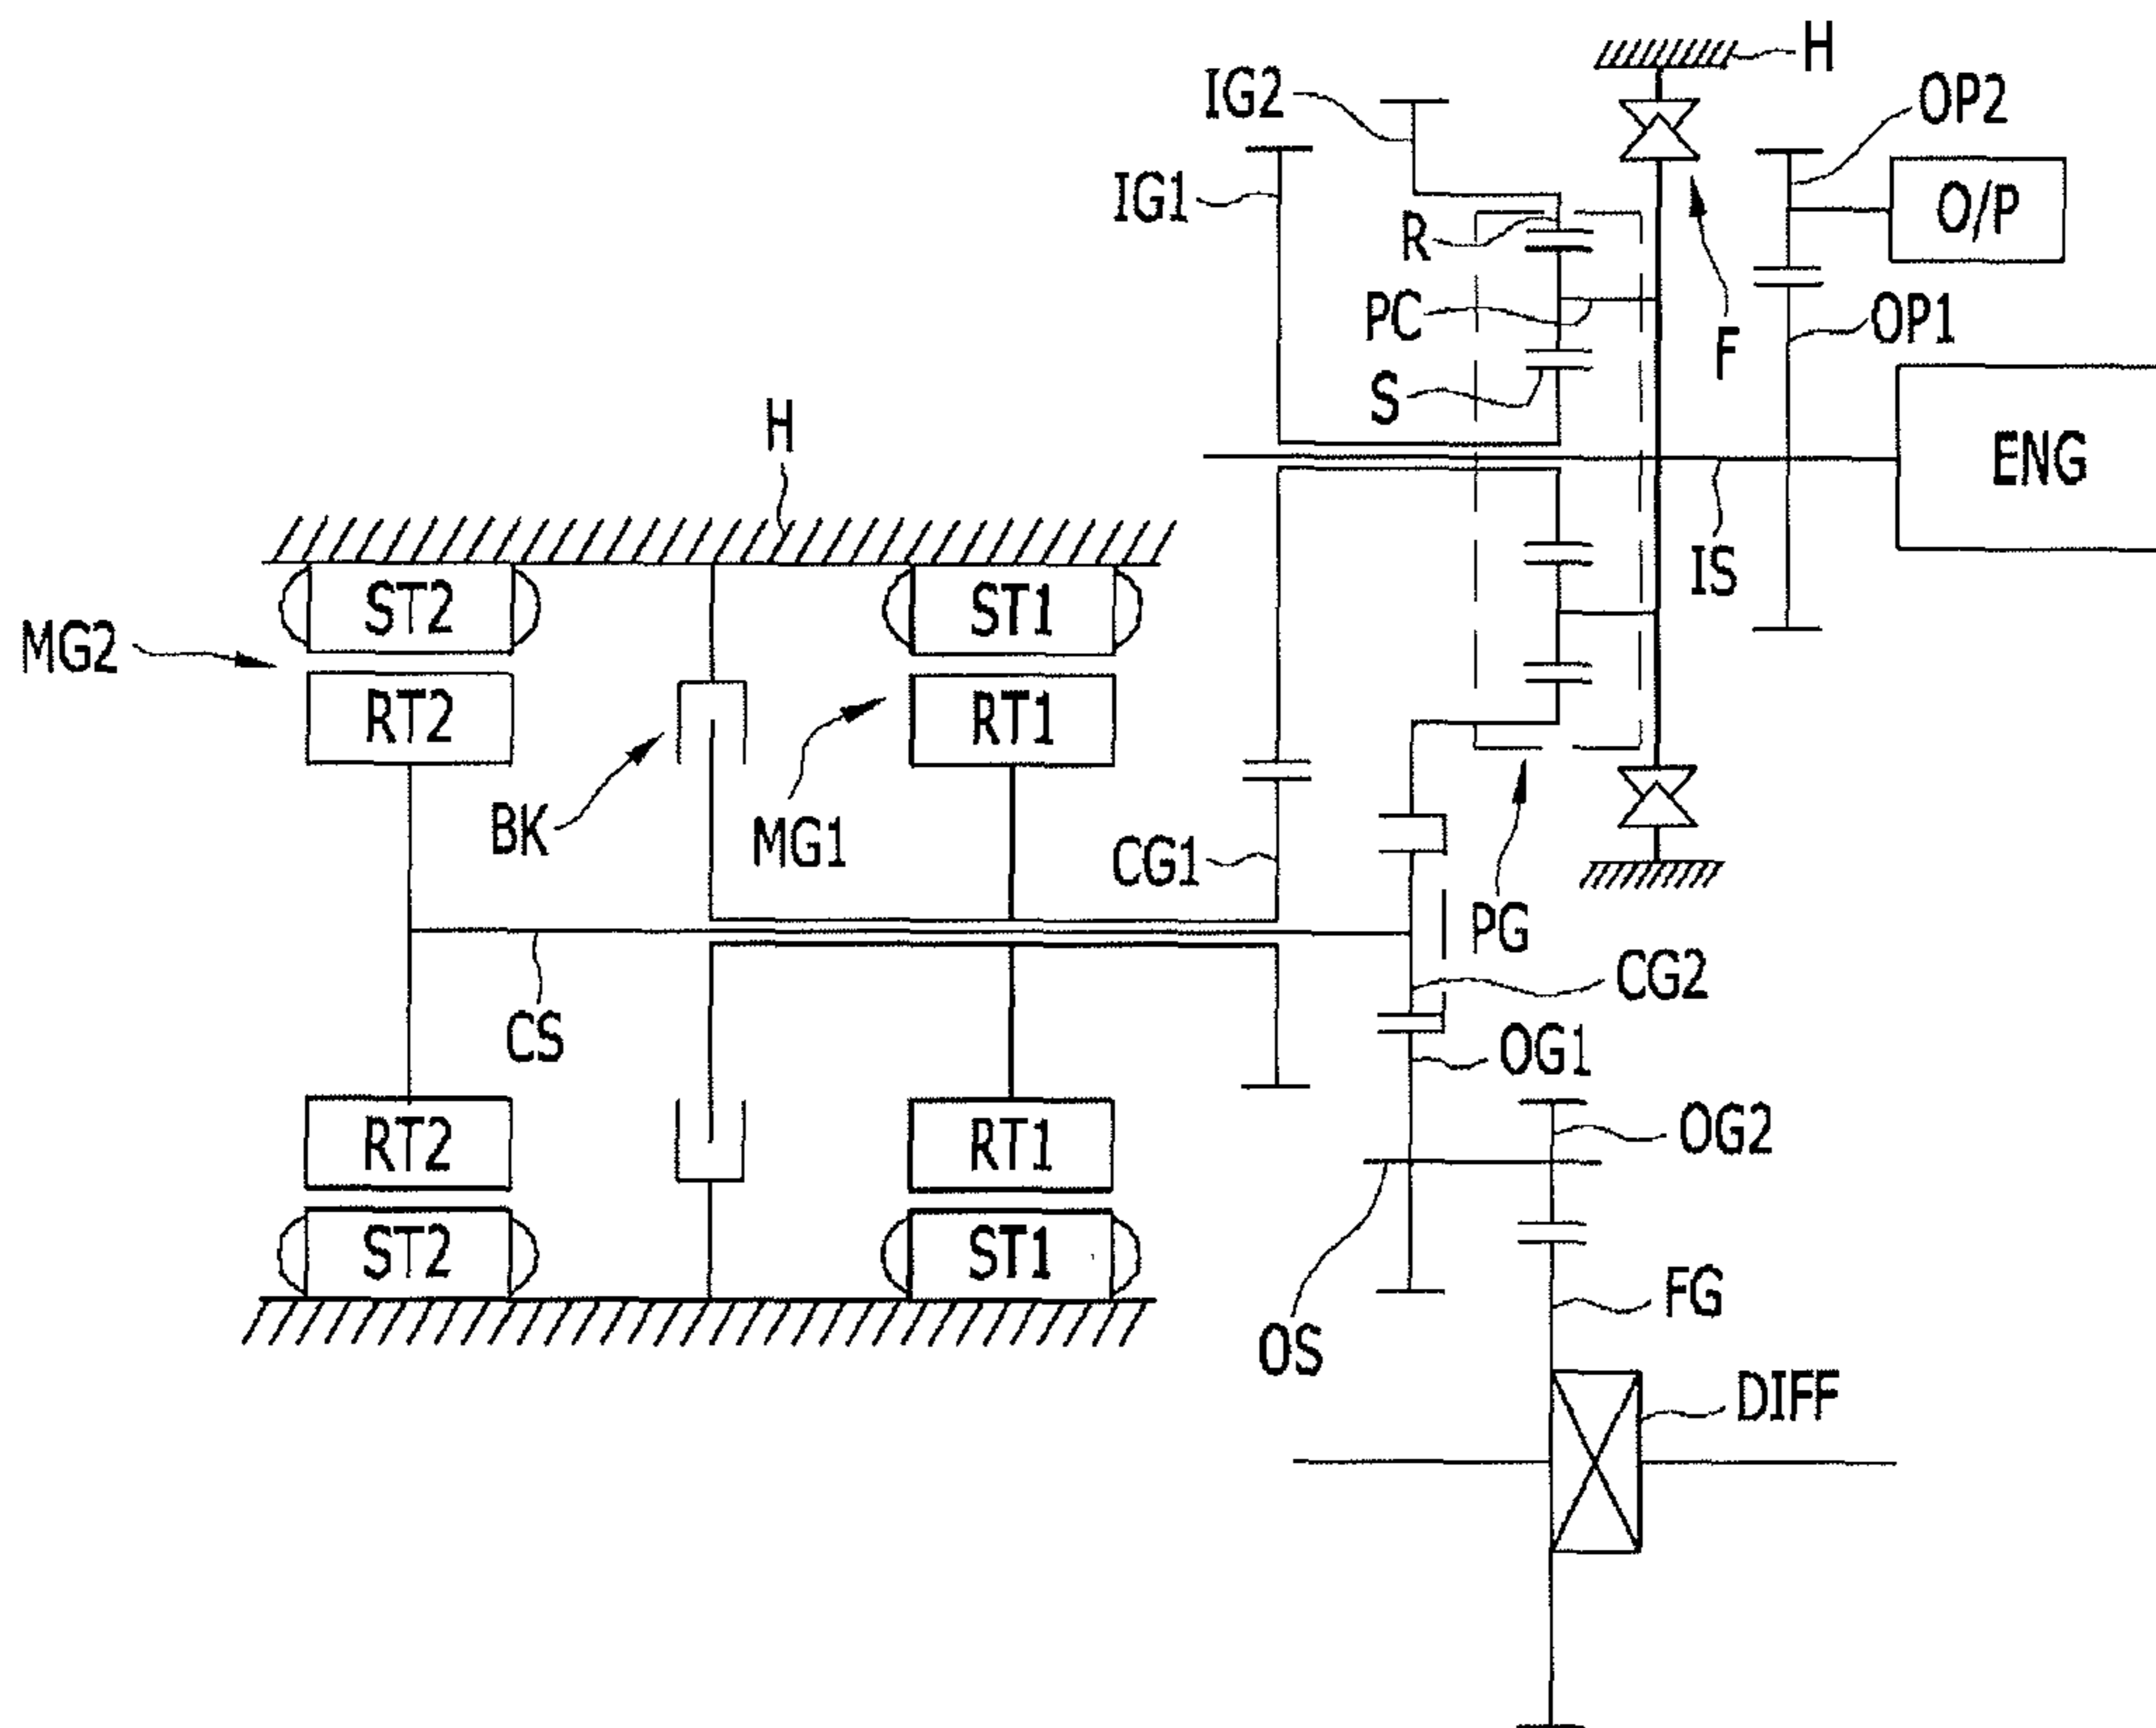 H
IG2
OP2
IG1
O/P
R
PC
OP1
F
S
H
ENG
IS
ST2
ST1
MG2
RT2
RT1
BK
MG1
CG1
PG
CG2
CS
OG1
OG2
RT2
RT1
ST2
ST1
FG
OS
DIFF